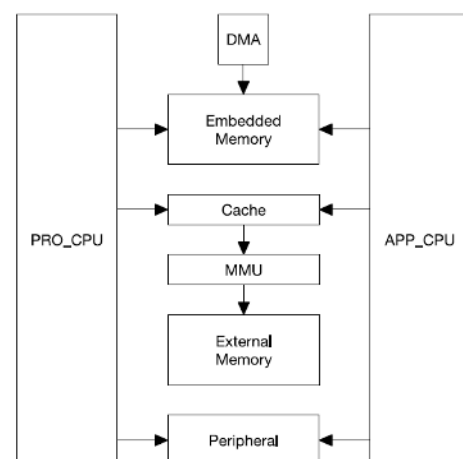 DMA
Embedded
Memory
Cache
PRO_CPU
APP_CPU
MMU
External
Memory
Peripheral